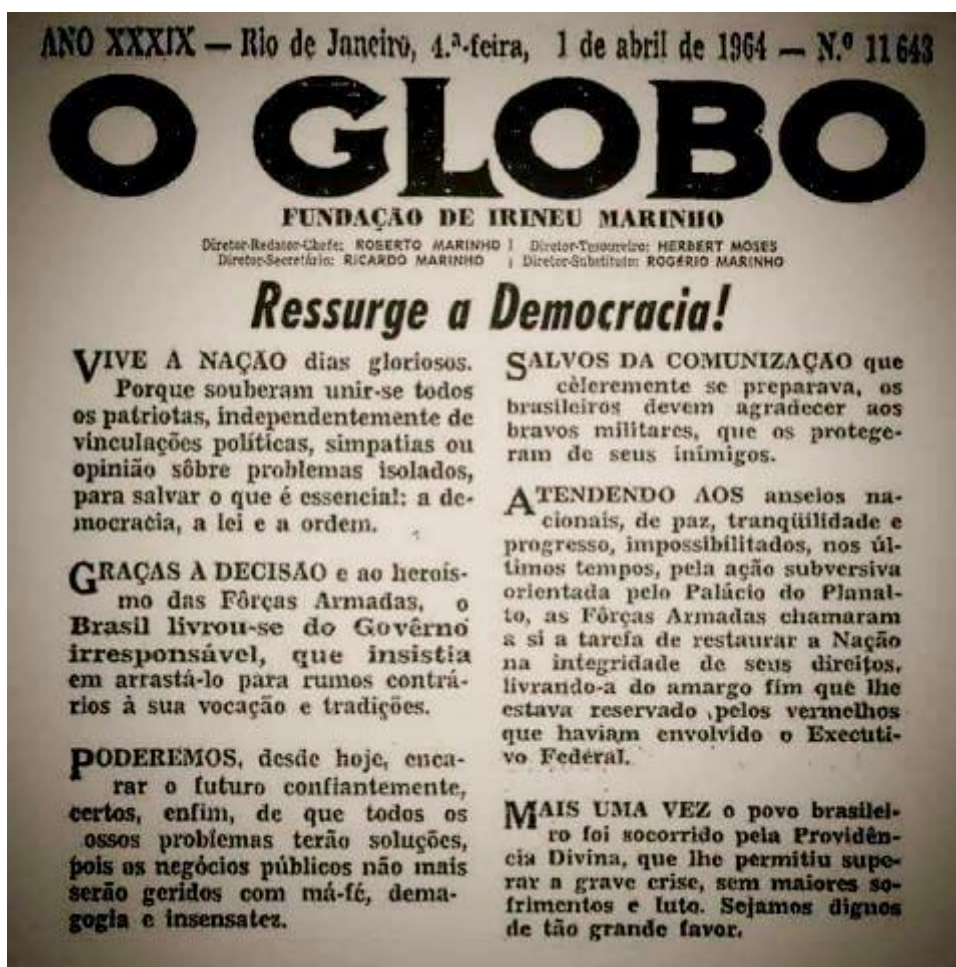 ANO XXXIX — Rio de Janeiro, 4.ª-feira, 1 de abril de 1964 — N.º 11 643
O GLOBO
FUNDAÇÃO DE IRINEU MARINHO
Diretor-Redator-Chefe: ROBERTO MARINHO | Diretor-Tesoureiro: HERBERT MOSES
Diretor-Secretário: RICARDO MARINHO | Diretor-Substituto: ROGÉRIO MARINHO
Ressurge a Democracia!
VIVE A NAÇÃO dias gloriosos.
Porque souberam unir-se todos
os patriotas, independentemente de
vinculações políticas, simpatias ou
opinião sôbre problemas isolados,
para salvar o que é essencial: a de-
mocracia, a lei e a ordem.
GRAÇAS A DECISÃO e ao heroís-
mo das Fôrças Armadas, o
Brasil livrou-se do Govêrno
irresponsável, que insistia
em arrastá-lo para rumos contrá-
rios à sua vocação e tradições.
PODEREMOS, desde hoje, enca-
rar o futuro confiantemente,
certos, enfim, de que todos os
ossos problemas terão soluções,
pois os negócios públicos não mais
serão geridos com má-fé, dema-
gogia e insensatez.
SALVOS DA COMUNIZAÇÃO que
cèleremente se preparava, os
brasileiros devem agradecer aos
bravos militares, que os protege-
ram de seus inimigos.
ATENDENDO AOS anseios na-
cionais, de paz, tranqüilidade e
progresso, impossibilitados, nos úl-
timos tempos, pela ação subversiva
orientada pelo Palácio do Planal-
to, as Fôrças Armadas chamaram
a si a tarefa de restaurar a Nação
na integridade de seus direitos,
livrando-a do amargo fim que lhe
estava reservado pelos vermelhos
que haviam envolvido o Executi-
vo Federal.
MAIS UMA VEZ o povo brasilei-
ro foi socorrido pela Providên-
cia Divina, que lhe permitiu supe-
rar a grave crise, sem maiores so-
frimentos e luto. Sejamos dignos
de tão grande favor.